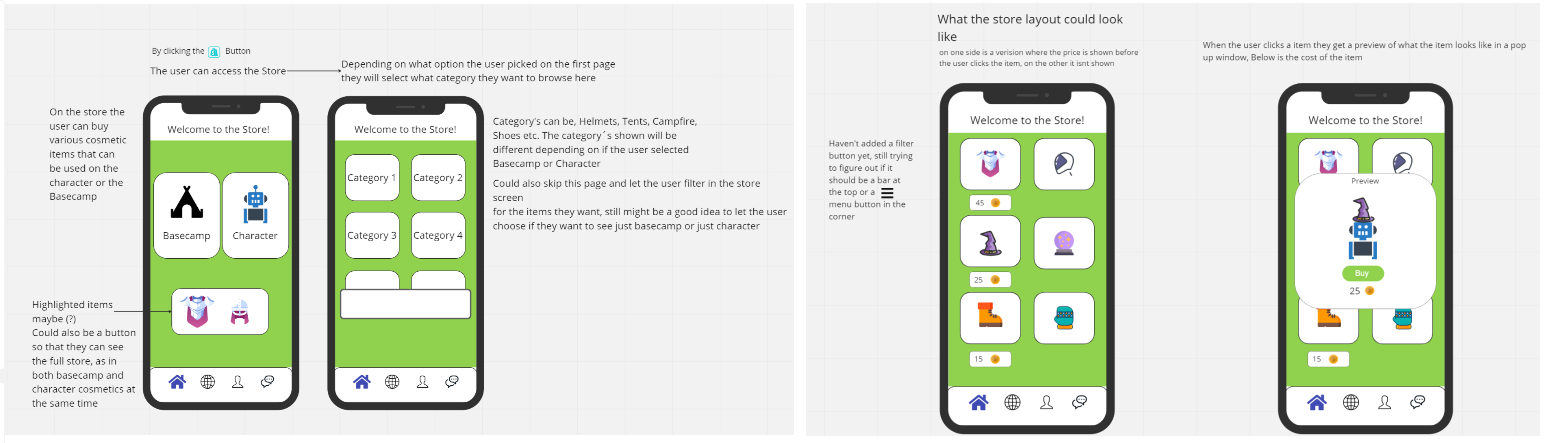 By clicking the Button
The user can access the Store
Depending on what option the user picked on the first page
they will select what category they want to browse here
On the store the
user can buy
various cosmetic
items that can
be used on the
character or the
Basecamp
Welcome to the Store!
Basecamp
Character
Highlighted items
maybe (?)
Could also be a button
so that they can see
the full store, as in
both basecamp and
character cosmetics at
the same time
Welcome to the Store!
Category 1
Category 2
Category 3
Category 4
Category's can be, Helmets, Tents, Campfire,
Shoes etc. The category´s shown will be
different depending on if the user selected
Basecamp or Character
Could also skip this page and let the user filter in the store
screen
for the items they want, still might be a good idea to let the user
choose if they want to see just basecamp or just character
What the store layout could look
like
on one side is a verision where the price is shown before
the user clicks the item, on the other it isnt shown
Haven't added a filter
button yet, still trying
to figure out if it
should be a bar at
the top or a
menu button in the
corner
Welcome to the Store!
45
25
15
When the user clicks a item they get a preview of what the item looks like in a pop
up window, Below is the cost of the item
Welcome to the Store!
Preview
Buy
25
15